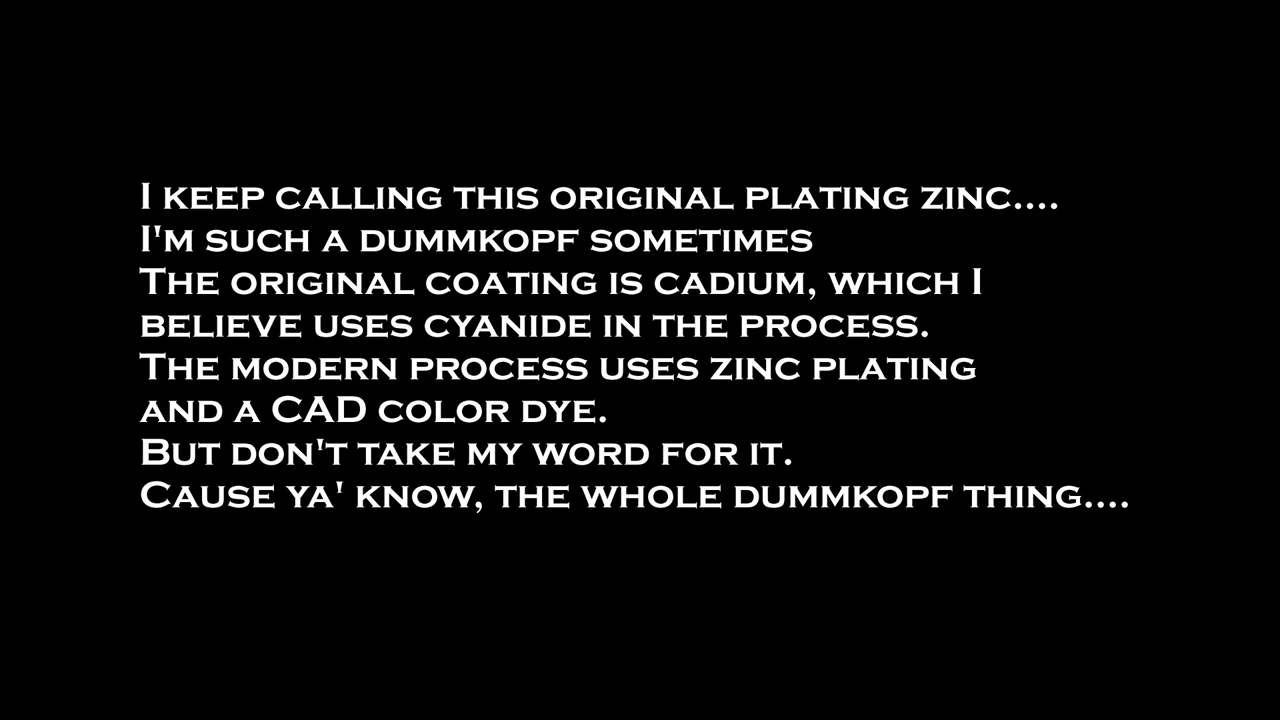 I keep calling this original plating zinc....
I'm such a dummkopf sometimes
The original coating is cadium, which I
believe uses cyanide in the process.
The modern process uses zinc plating
and a CAD color dye.
But don't take my word for it.
Cause ya' know, the whole dummkopf thing....